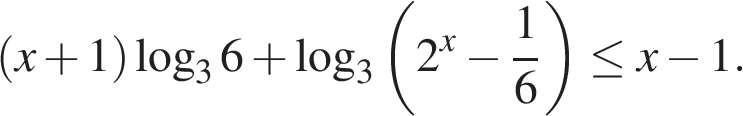 (x + 1) log₃ 6 + log₃ (2ˣ − 1/6) ≤ x − 1.